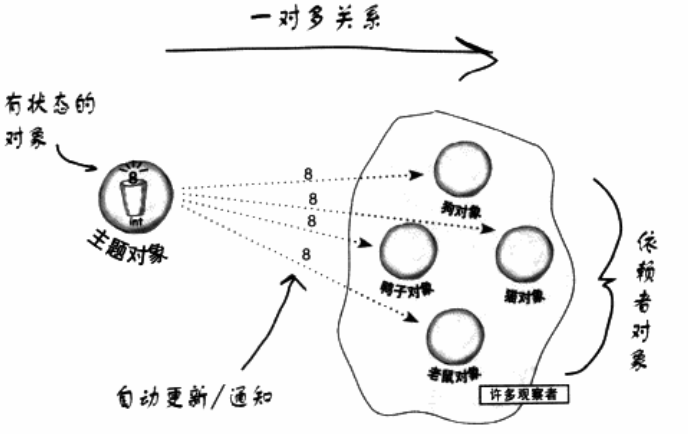 一对多关系
有状态的
对象
8
int
主题对象
8
8
8
8
狗对象
鸭子对象
猫对象
老鼠对象
许多观察者
依赖者对象
自动更新/通知